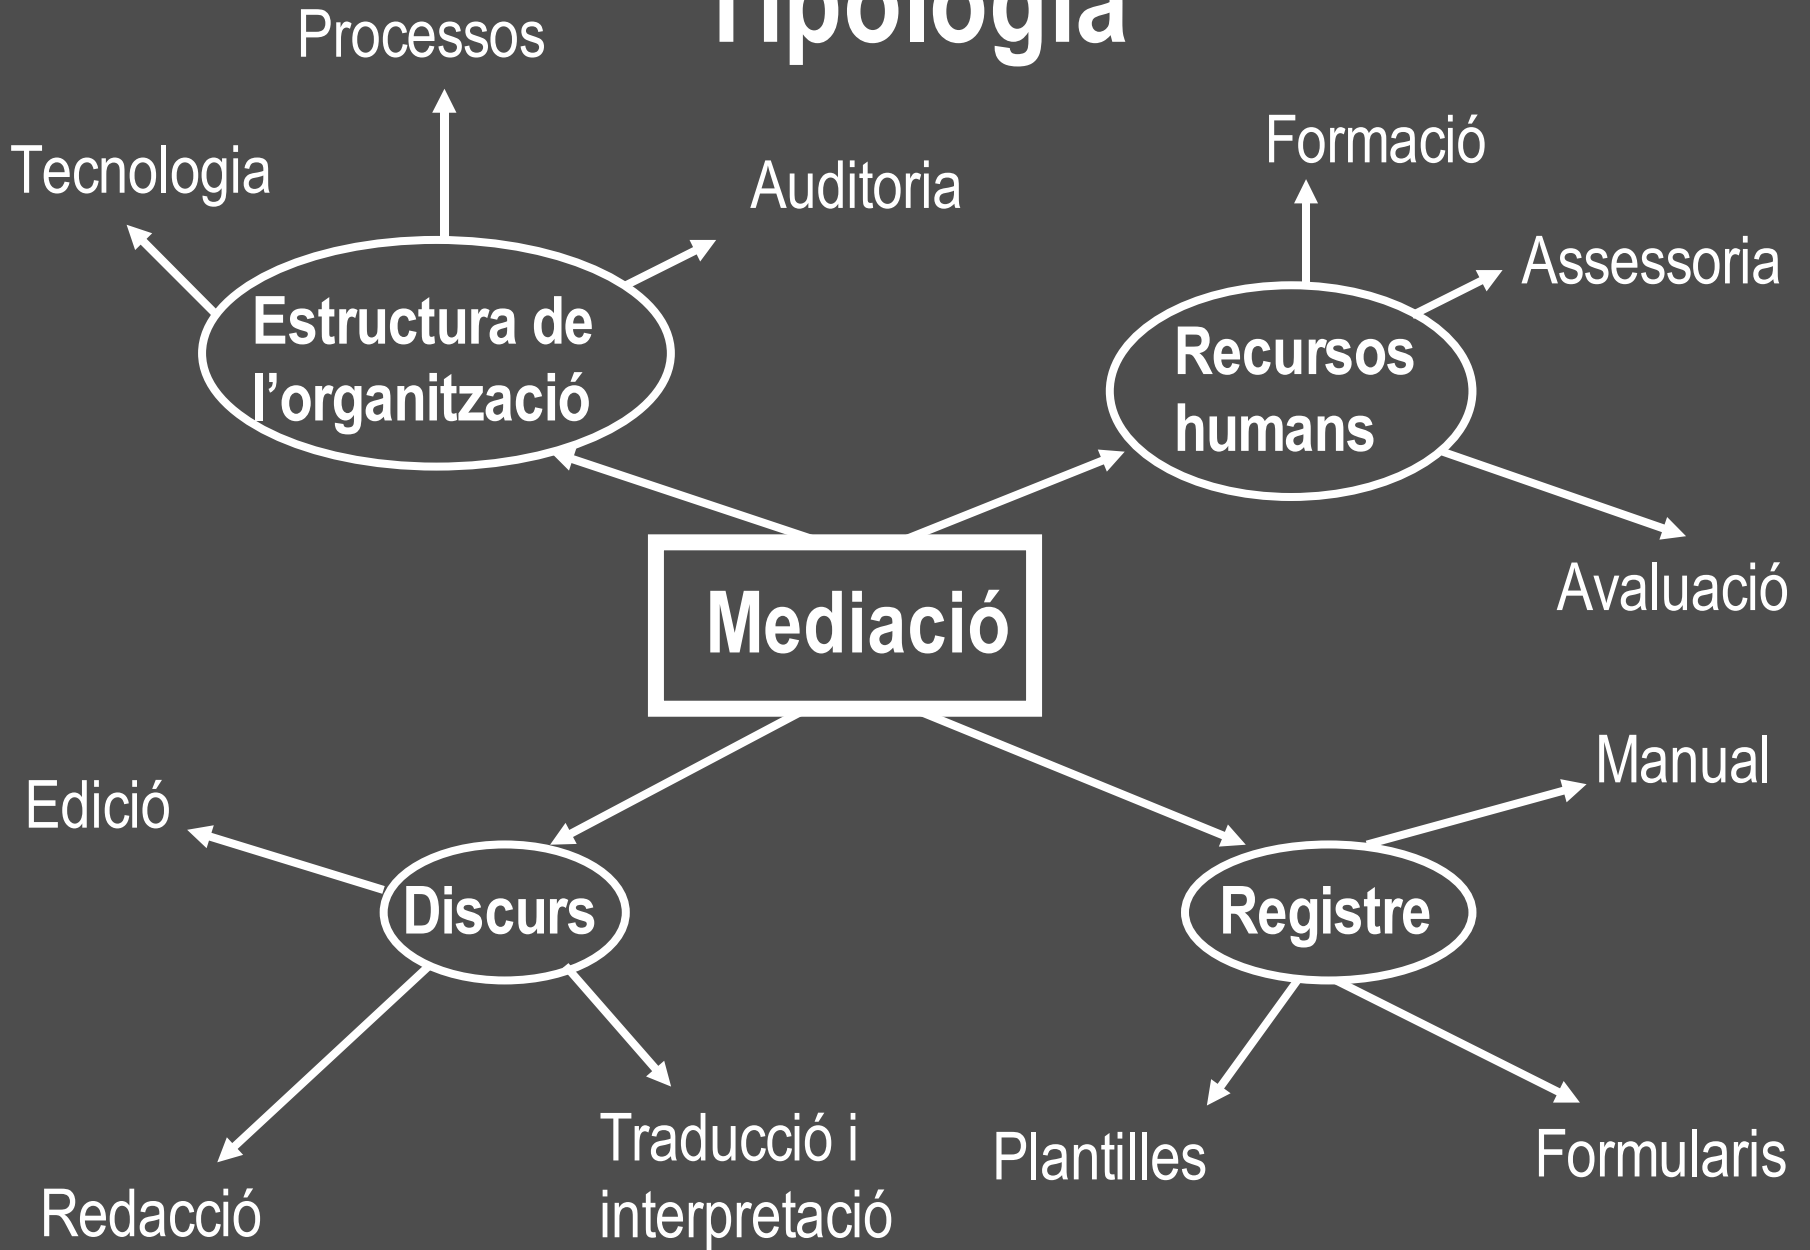 Tipologia
Processos
Tecnologia
Auditoria
Formació
Assessoria
Estructura de
l’organització
Recursos
humans
Avaluació
Mediació
Manual
Edició
Discurs
Registre
Traducció i
interpretació
Plantilles
Formularis
Redacció